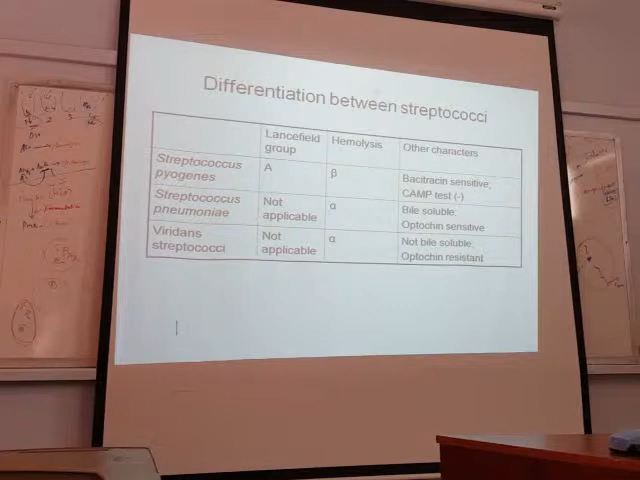 Differentiation between streptococci
Lancefield group
Hemolysis
Other characters
Streptococcus pyogenes
A
β
Bacitracin sensitive;
CAMP test (-)
Streptococcus pneumoniae
Not applicable
α
Bile soluble;
Optochin sensitive
Viridans streptococci
Not applicable
α
Not bile soluble;
Optochin resistant